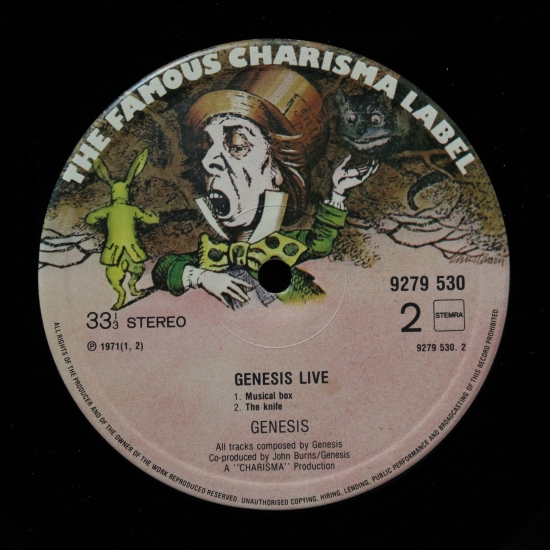 THE FAMOUS CHARISMA LABEL
9279 530
33⅓ STEREO
2
STEMRA
℗ 1971(1, 2)
9279 530. 2
GENESIS LIVE
1. Musical box
2. The knife
GENESIS
All tracks composed by Genesis
Co-produced by John Burns/Genesis
A "CHARISMA" Production
ALL RIGHTS OF THE PRODUCER AND OF THE OWNER OF THE WORK REPRODUCED RESERVED. UNAUTHORISED COPYING, HIRING, LENDING, PUBLIC PERFORMANCE AND BROADCASTING OF THIS RECORD PROHIBITED